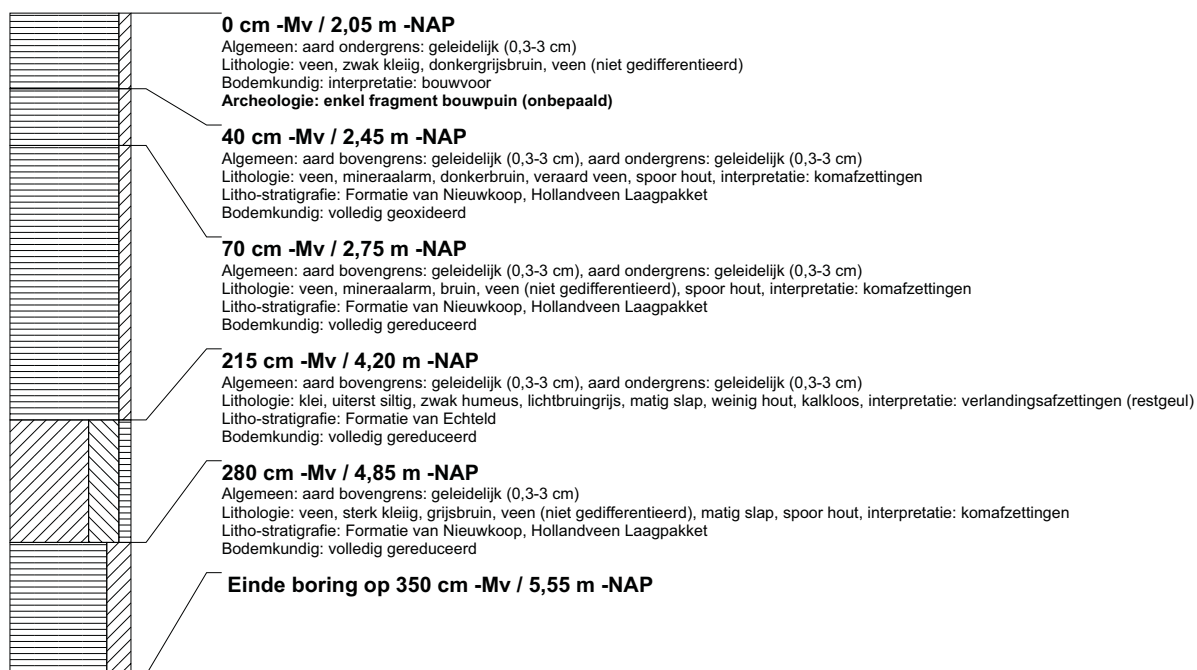 0 cm -Mv / 2,05 m -NAP
Algemeen: aard ondergrens: geleidelijk (0,3-3 cm)
Lithologie: veen, zwak kleiig, donkergrijsbruin, veen (niet gedifferentieerd)
Bodemkundig: interpretatie: bouwvoor
Archeologie: enkel fragment bouwpuin (onbepaald)
40 cm -Mv / 2,45 m -NAP
Algemeen: aard bovengrens: geleidelijk (0,3-3 cm), aard ondergrens: geleidelijk (0,3-3 cm)
Lithologie: veen, mineraalarm, donkerbruin, veraard veen, spoor hout, interpretatie: komafzettingen
Litho-stratigrafie: Formatie van Nieuwkoop, Hollandveen Laagpakket
Bodemkundig: volledig geoxideerd
70 cm -Mv / 2,75 m -NAP
Algemeen: aard bovengrens: geleidelijk (0,3-3 cm), aard ondergrens: geleidelijk (0,3-3 cm)
Lithologie: veen, mineraalarm, bruin, veen (niet gedifferentieerd), spoor hout, interpretatie: komafzettingen
Litho-stratigrafie: Formatie van Nieuwkoop, Hollandveen Laagpakket
Bodemkundig: volledig gereduceerd
215 cm -Mv / 4,20 m -NAP
Algemeen: aard bovengrens: geleidelijk (0,3-3 cm), aard ondergrens: geleidelijk (0,3-3 cm)
Lithologie: klei, uiterst siltig, zwak humeus, lichtbruingrijs, matig slap, weinig hout, kalkloos, interpretatie: verlandingsafzettingen (restgeul)
Litho-stratigrafie: Formatie van Echteld
Bodemkundig: volledig gereduceerd
280 cm -Mv / 4,85 m -NAP
Algemeen: aard bovengrens: geleidelijk (0,3-3 cm)
Lithologie: veen, sterk kleiig, grijsbruin, veen (niet gedifferentieerd), matig slap, spoor hout, interpretatie: komafzettingen
Litho-stratigrafie: Formatie van Nieuwkoop, Hollandveen Laagpakket
Bodemkundig: volledig gereduceerd
Einde boring op 350 cm -Mv / 5,55 m -NAP